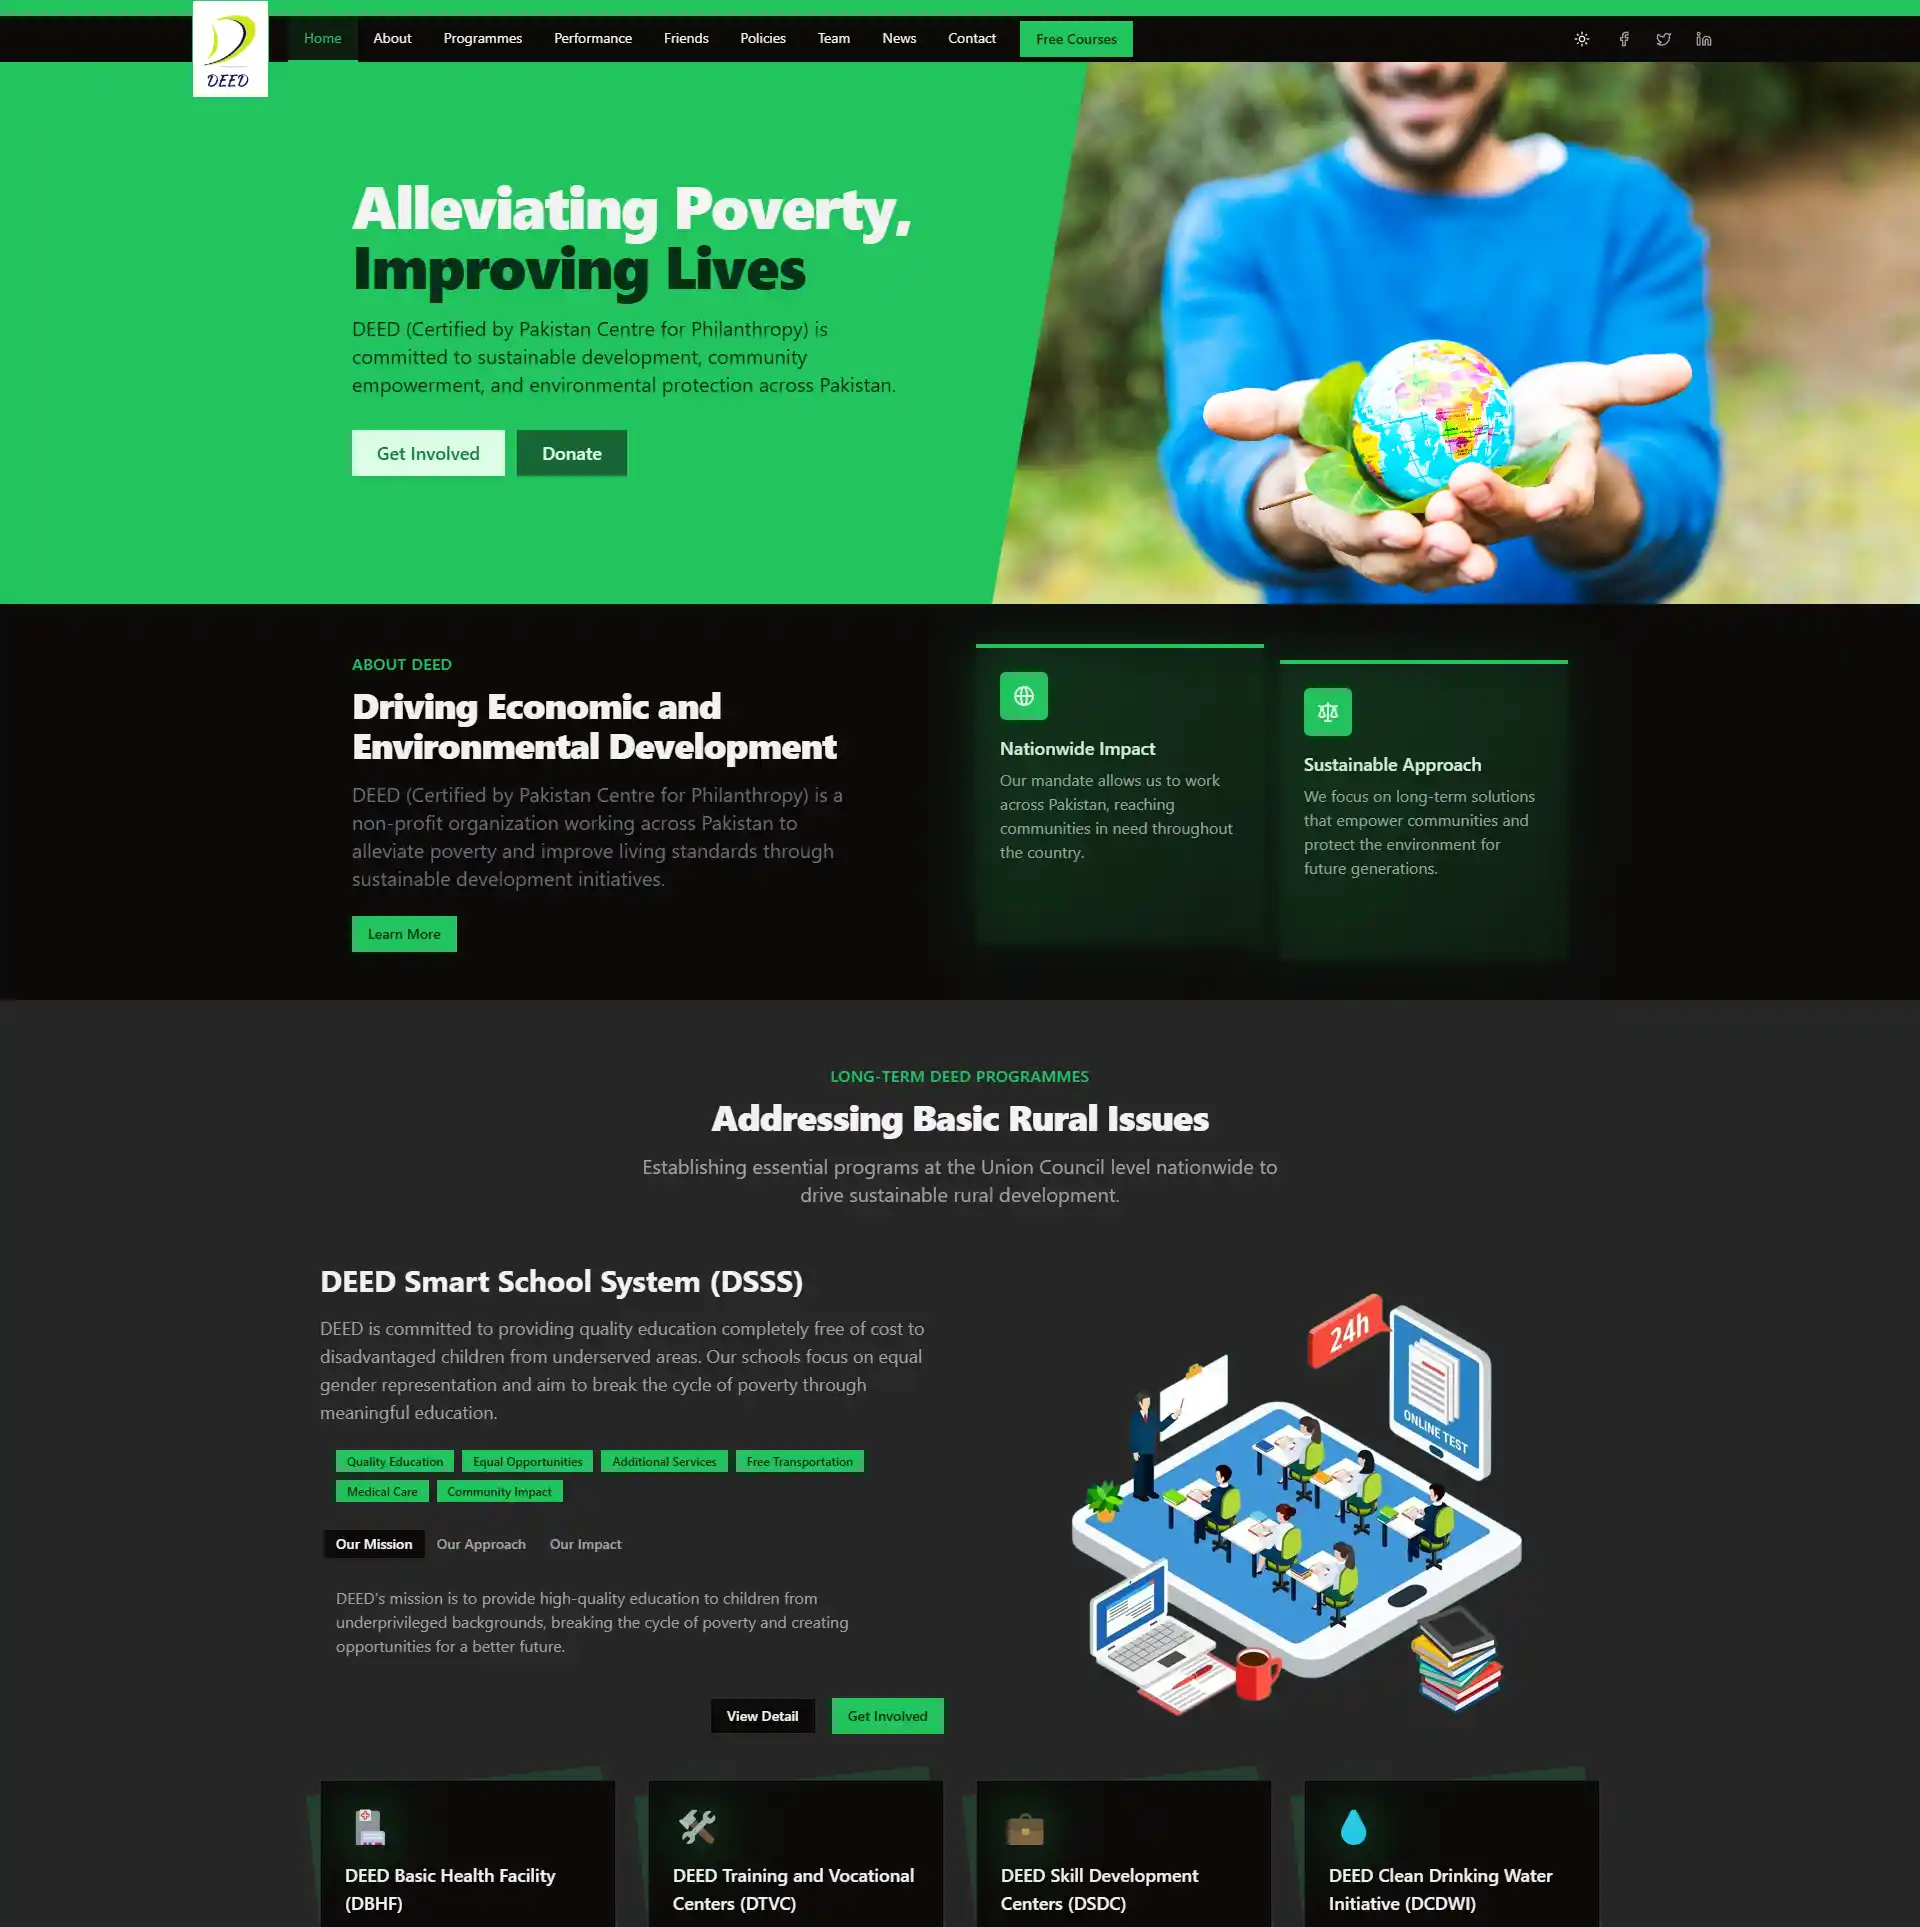 DEED
Home
About
Programmes
Performance
Friends
Policies
Team
News
Contact
Free Courses
Alleviating Poverty,
Improving Lives
DEED (Certified by Pakistan Centre for Philanthropy) is
committed to sustainable development, community
empowerment, and environmental protection across Pakistan.
Get Involved
Donate
ABOUT DEED
Driving Economic and
Environmental Development
DEED (Certified by Pakistan Centre for Philanthropy) is a
non-profit organization working across Pakistan to
alleviate poverty and improve living standards through
sustainable development initiatives.
Learn More
Nationwide Impact
Our mandate allows us to work
across Pakistan, reaching
communities in need throughout
the country.
Sustainable Approach
We focus on long-term solutions
that empower communities and
protect the environment for
future generations.
LONG-TERM DEED PROGRAMMES
Addressing Basic Rural Issues
Establishing essential programs at the Union Council level nationwide to
drive sustainable rural development.
DEED Smart School System (DSSS)
DEED is committed to providing quality education completely free of cost to
disadvantaged children from underserved areas. Our schools focus on equal
gender representation and aim to break the cycle of poverty through
meaningful education.
Quality Education
Equal Opportunities
Additional Services
Free Transportation
Medical Care
Community Impact
Our Mission
Our Approach
Our Impact
DEED's mission is to provide high-quality education to children from
underprivileged backgrounds, breaking the cycle of poverty and creating
opportunities for a better future.
View Detail
Get Involved
24h
ONLINE TEST
DEED Basic Health Facility
(DBHF)
DEED Training and Vocational
Centers (DTVC)
DEED Skill Development
Centers (DSDC)
DEED Clean Drinking Water
Initiative (DCDWI)